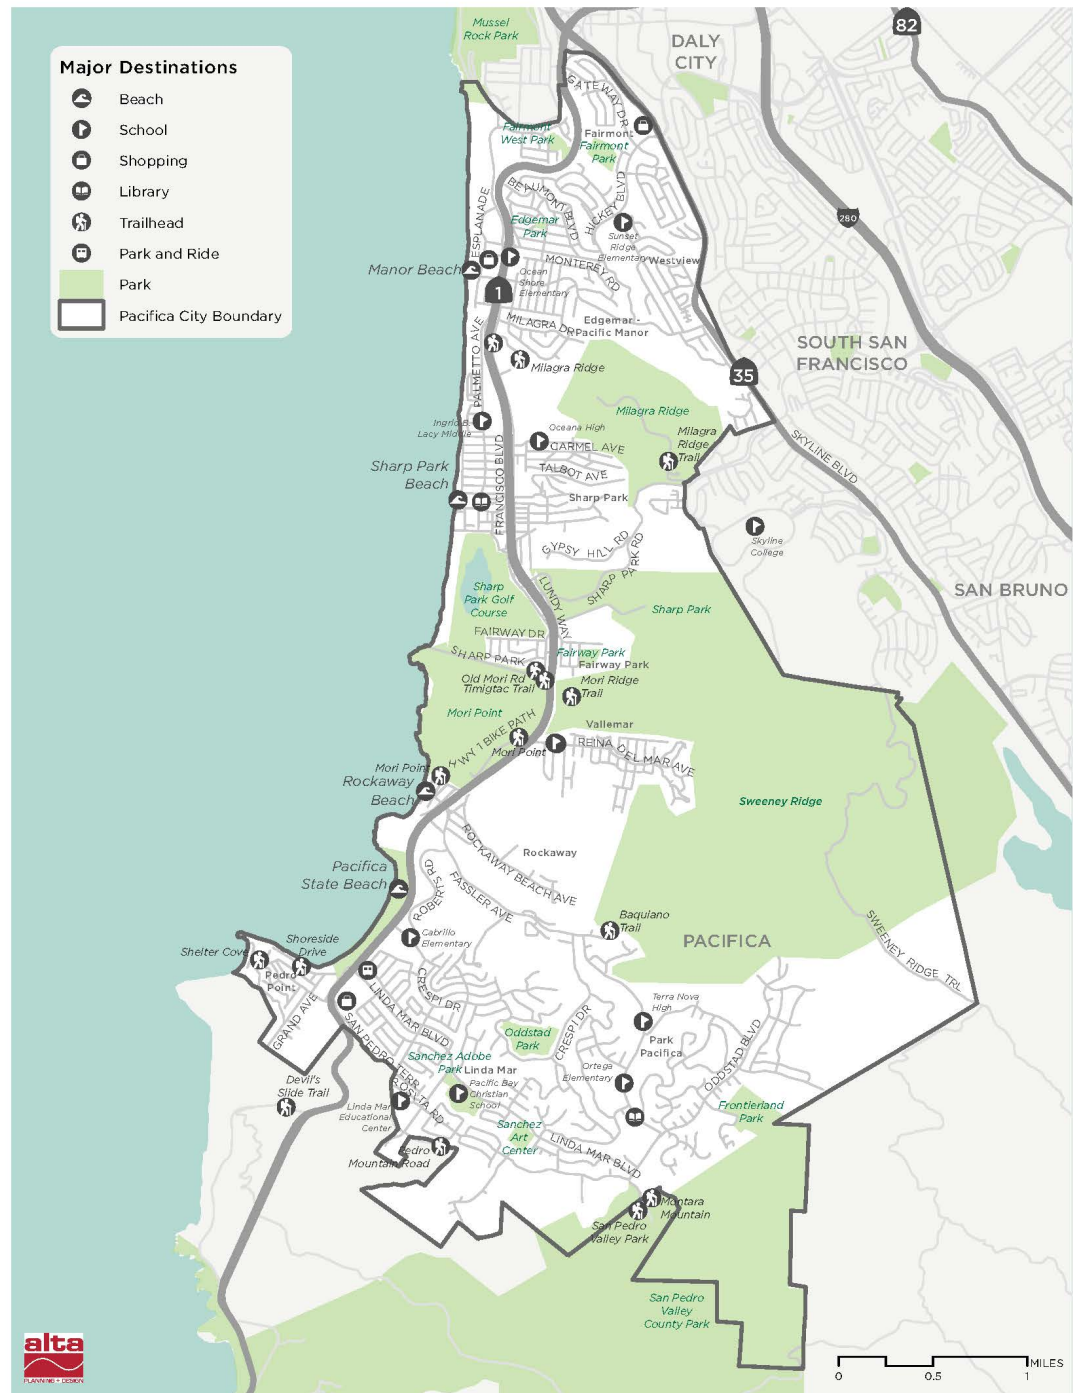 Major Destinations
Beach
School
Shopping
Library
Trailhead
Park and Ride
Park
Pacifica City Boundary
Mussel
Rock Park
DALY
CITY
82
GATEWAY DR
Fairmont
West Park
Fairmont
Fairmont
Park
ESPLANADE
BEAUMONT BLVD
HICKEY BLVD
280
Edgemar
Park
Sunset
Ridge
Elementary
Westview
Manor Beach
MONTEREY RD
Ocean
Shore
Elementary
1
MILAGRA DR
Edgemar -
Pacific Manor
PALMETTO AVE
SOUTH SAN
FRANCISCO
35
Milagra Ridge
Milagra Ridge
Ingrid B.
Lacy Middle
Oceana High
Milagra
Ridge
Trail
SKYLINE BLVD
FRANCISCO BLVD
CARMEL AVE
TALBOT AVE
Sharp Park
Beach
Sharp Park
Skyline
College
GYPSY HILL RD
SHARP PARK RD
SAN BRUNO
Sharp
Park Golf
Course
LUNDY WAY
Sharp Park
FAIRWAY DR
SHARP PARK
Fairway Park
Fairway Park
Old Mori Rd
Timigtac Trail
Mori Ridge
Trail
Mori Point
HWY 1 BIKE PATH
Vallemar
Mori Point
REINA DEL MAR AVE
Mori Point
Rockaway
Beach
Sweeney Ridge
Rockaway
ROCKAWAY BEACH AVE
Pacifica
State Beach
ROBERTS RD
FASSLER AVE
Baquiano
Trail
Cabrillo
Elementary
PACIFICA
SWEENEY RIDGE TRL
Shelter Cove
Shoreside
Drive
Pedro
Point
GRAND AVE
CRESPI DR
LINDA MAR BLVD
Terra Nova
High
SAN PEDRO TERR
Oddstad
Park
CRESPI DR
Park
Pacifica
ODDSTAD BLVD
Sanchez Adobe
Park
Linda Mar
Ortega
Elementary
Devil's
Slide Trail
Pacific Bay
Christian
School
Linda Mar
Educational
Center
ROSITA RD
Frontierland
Park
Sanchez
Art
Center
Pedro
Mountain Road
LINDA MAR BLVD
Montara
Mountain
San Pedro
Valley Park
San Pedro
Valley
County Park
alta
PLANNING + DESIGN
MILES
0
0.5
1